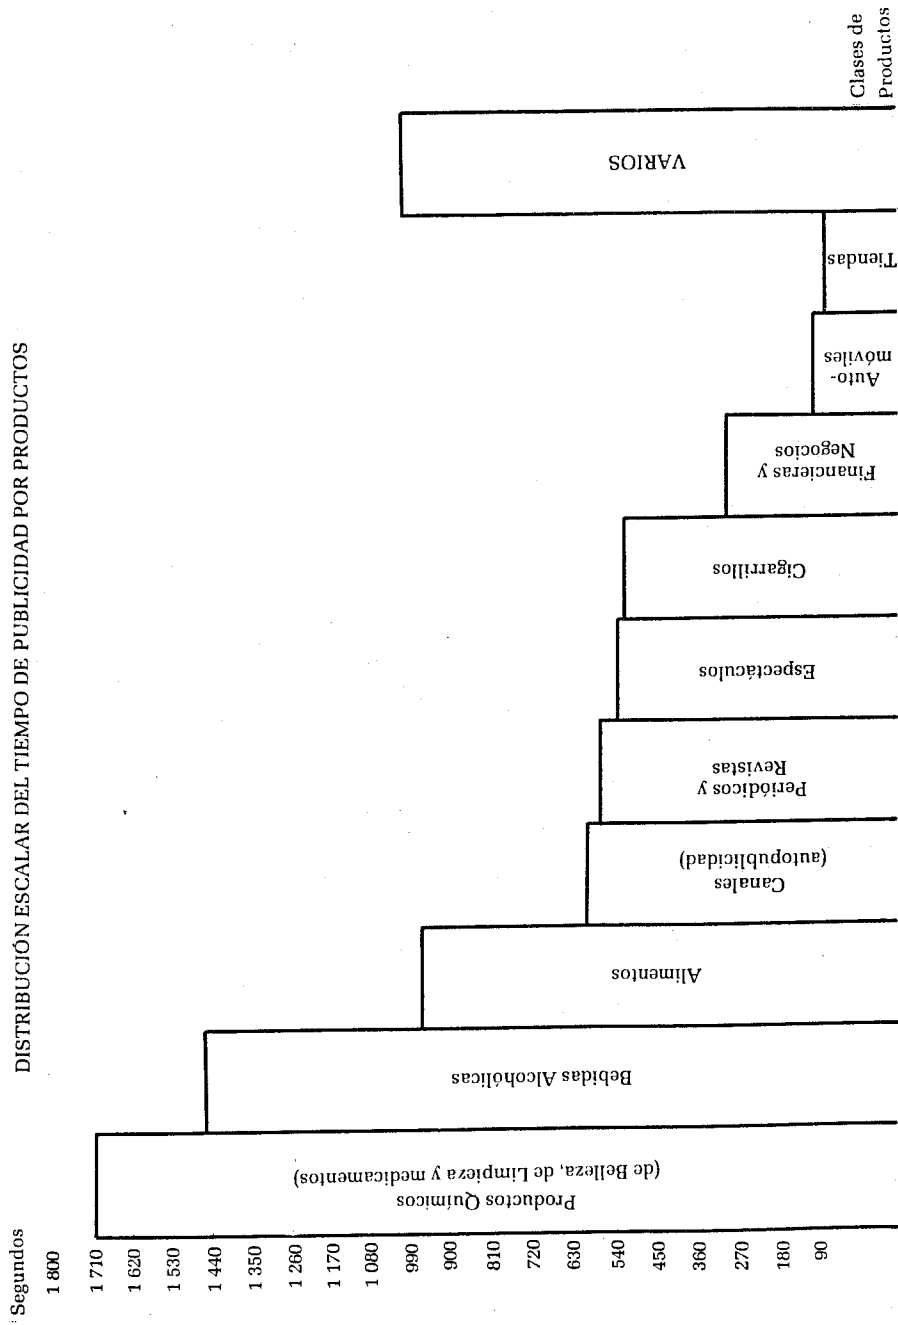 DISTRIBUCIÓN ESCALAR DEL TIEMPO DE PUBLICIDAD POR PRODUCTOS
Segundos
1 800
1 710
1 620
1 530
1 440
1 350
1 260
1 170
1 080
990
900
810
720
630
540
450
360
270
180
90
Productos Químicos
(de Belleza, de Limpieza y medicamentos)
Bebidas Alcohólicas
Alimentos
Canales
(autopublicidad)
Periódicos y
Revistas
Espectáculos
Cigarrillos
Financieras y
Negocios
Auto-
móviles
Tiendas
VARIOS
Clases de
Productos